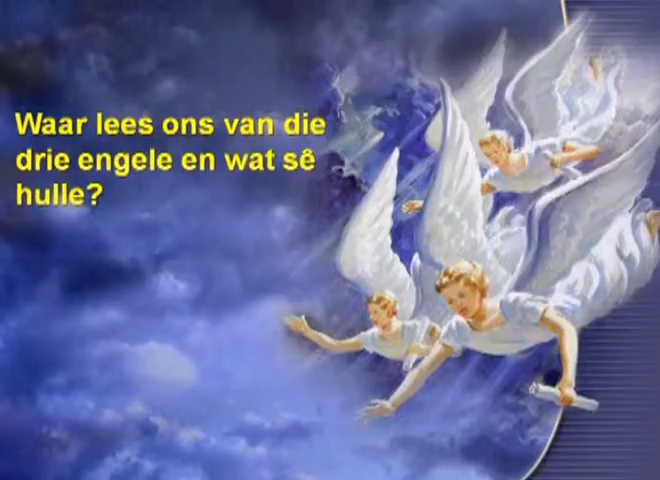 Waar lees ons van die
drie engele en wat sê
hulle?